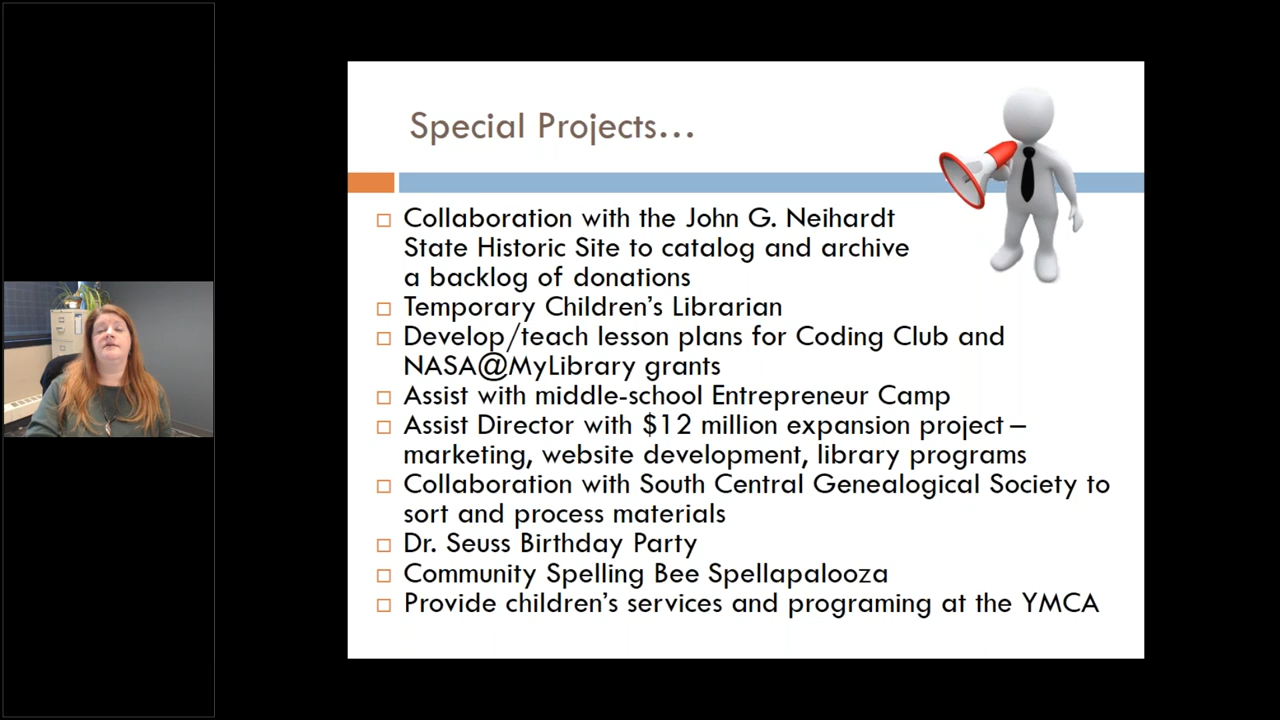 Special Projects...
Collaboration with the John G. Neihardt
State Historic Site to catalog and archive
a backlog of donations
Temporary Children's Librarian
Develop/teach lesson plans for Coding Club and
NASA@MyLibrary grants
Assist with middle-school Entrepreneur Camp
Assist Director with $12 million expansion project –
marketing, website development, library programs
Collaboration with South Central Genealogical Society to
sort and process materials
Dr. Seuss Birthday Party
Community Spelling Bee Spellapalooza
Provide children's services and programing at the YMCA